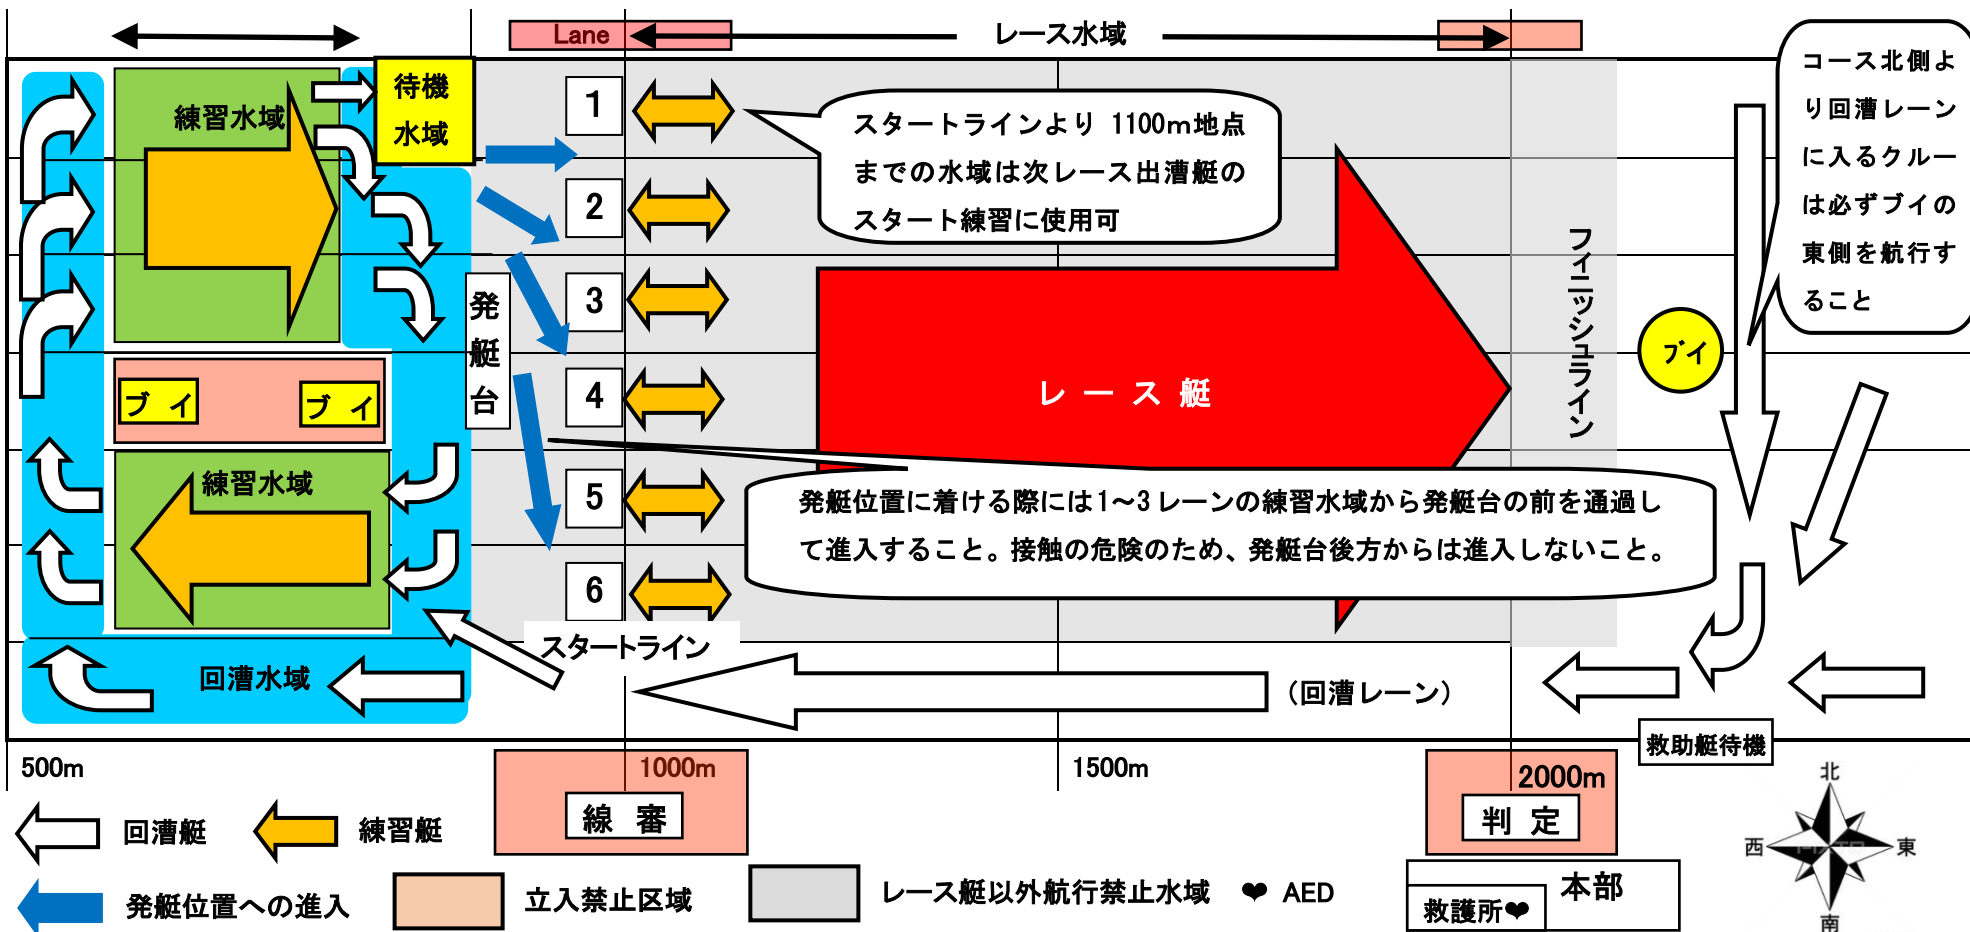 Lane
レース水域
待機
水域
練習水域
1
2
3
4
5
6
スタートラインより 1100m地点
までの水域は次レース出漕艇の
スタート練習に使用可
コース北側よ
り回漕レーン
に入るクルー
は必ずブイの
東側を航行す
ること
発
艇
台
フィニッシュライン
ブイ
レース艇
ブイ
ブイ
練習水域
発艇位置に着ける際には1～3レーンの練習水域から発艇台の前を通過し
て進入すること。接触の危険のため、発艇台後方からは進入しないこと。
スタートライン
回漕水域
(回漕レーン)
救助艇待機
500m
1000m
1500m
2000m
線審
判定
回漕艇
練習艇
発艇位置への進入
立入禁止区域
レース艇以外航行禁止水域
❤ AED
本部
救護所❤
北
西
東
南